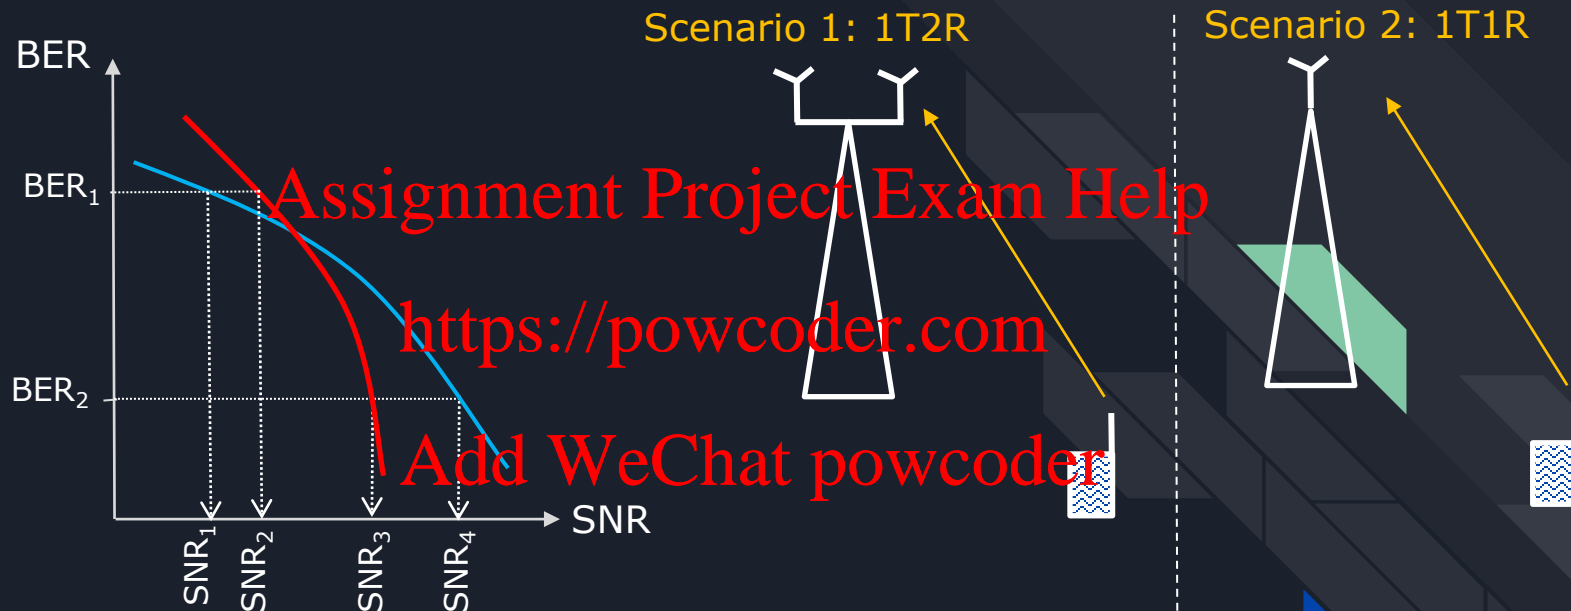 Scenario 1: 1T2R
Scenario 2: 1T1R
BER
BER1
BER2
SNR
SNR1
SNR2
SNR3
SNR4
Assignment Project Exam Help
https://powcoder.com
Add WeChat powcoder